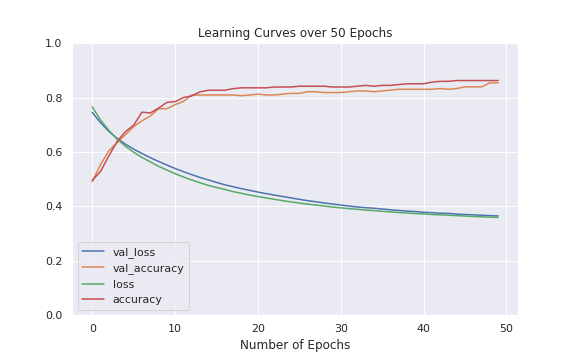 Learning Curves over 50 Epochs
1.0
0.8
0.6
0.4
0.2
0.0
val_loss
val_accuracy
loss
accuracy
0 10 20 30 40 50
Number of Epochs